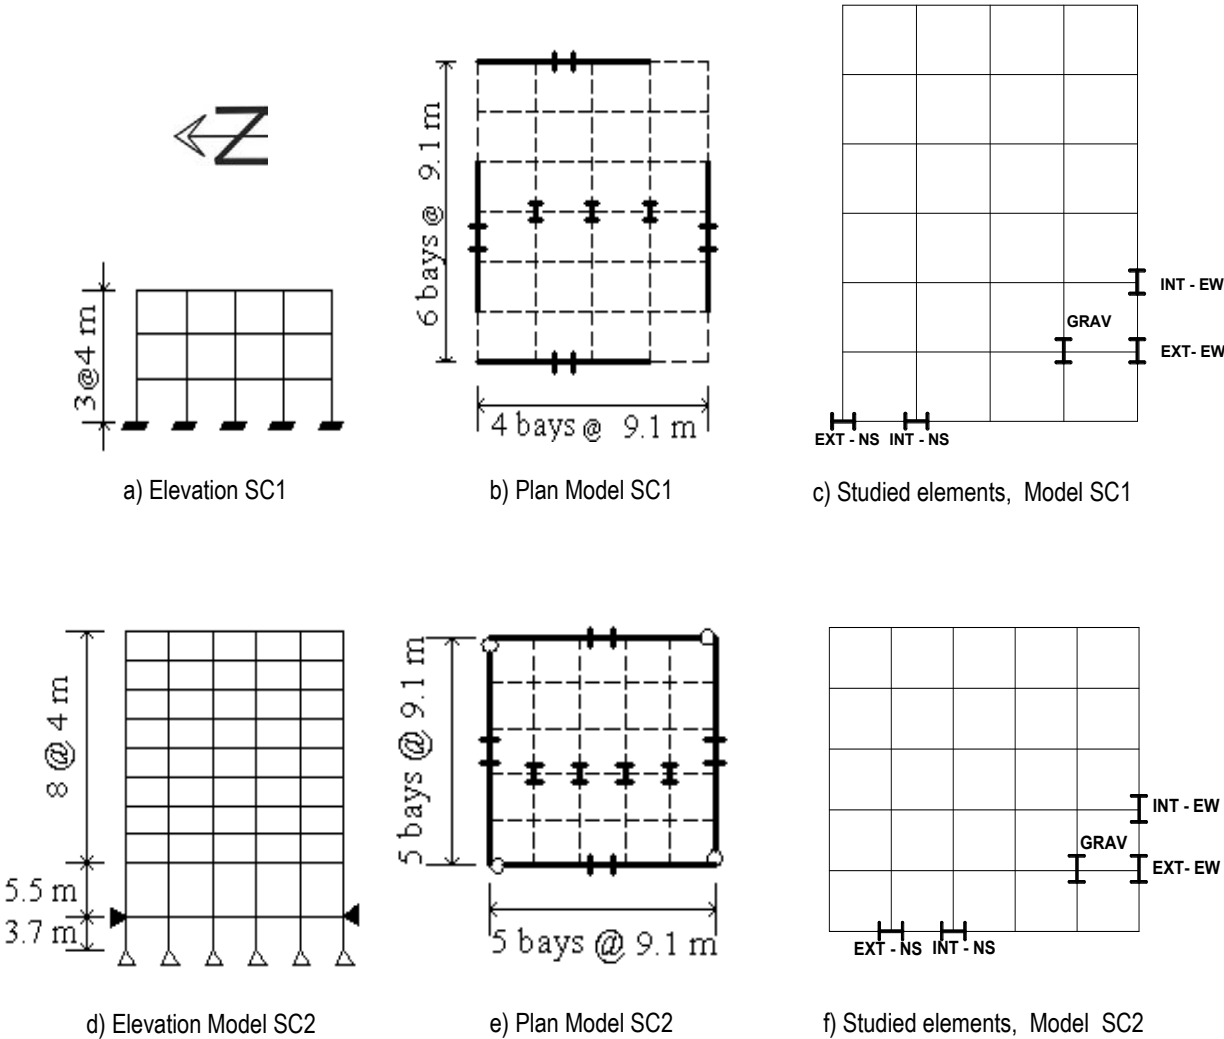 N
3@4 m
a) Elevation SC1
6 bays @ 9.1 m
4 bays @ 9.1 m
b) Plan Model SC1
INT - EW
GRAV
EXT- EW
EXT - NS INT - NS
c) Studied elements, Model SC1
8 @ 4 m
5.5 m
3.7 m
d) Elevation Model SC2
5 bays @ 9.1 m
5 bays @ 9.1 m
e) Plan Model SC2
INT - EW
GRAV
EXT- EW
EXT - NS INT - NS
f) Studied elements, Model SC2